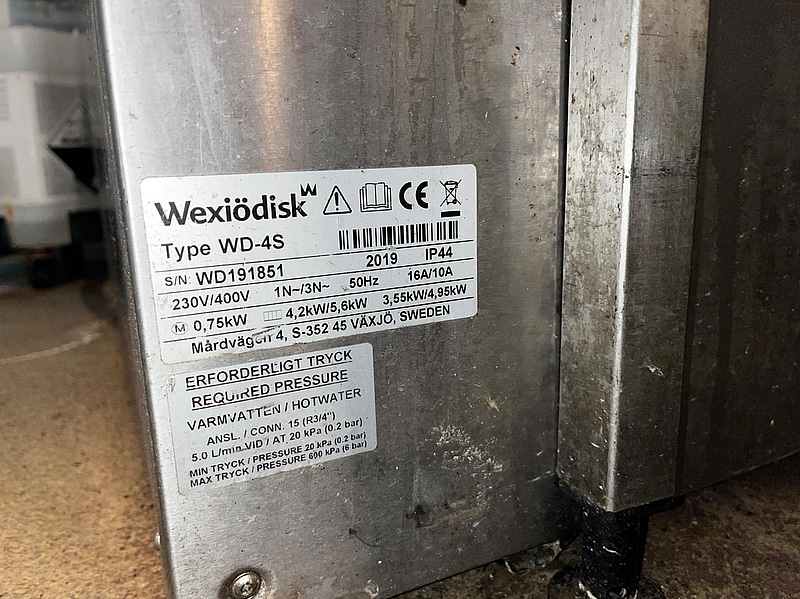 Wexiödisk CE
Type WD-4S
S/N: WD191851 2019 IP44
230V/400V 1N~/3N~ 50Hz 16A/10A
M 0,75kW 4,2kW/5,6kW 3,55kW/4,95kW
Mårdvägen 4, S-352 45 VÄXJÖ, SWEDEN
ERFORDERLIGT TRYCK
REQUIRED PRESSURE
VARMVATTEN / HOTWATER
ANSL. / CONN. 15 (R3/4")
5.0 L/min VID / AT 20 kPa (0.2 bar)
MIN TRYCK / PRESSURE 20 kPa (0.2 bar)
MAX TRYCK / PRESSURE 600 kPa (6 bar)